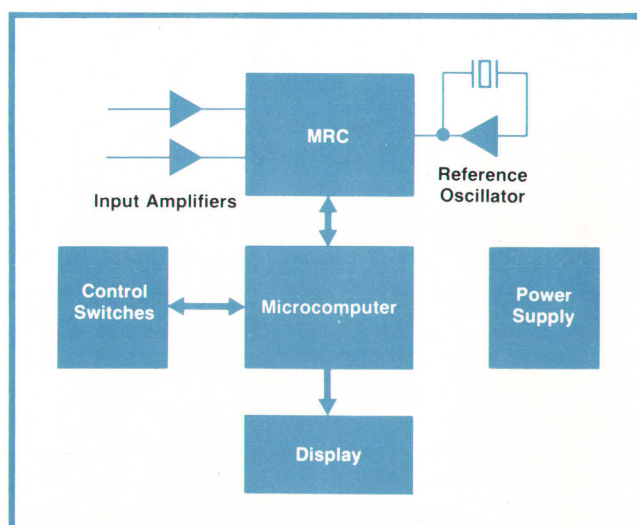 MRC
Input Amplifiers
Reference
Oscillator
Control
Switches
Microcomputer
Power
Supply
Display